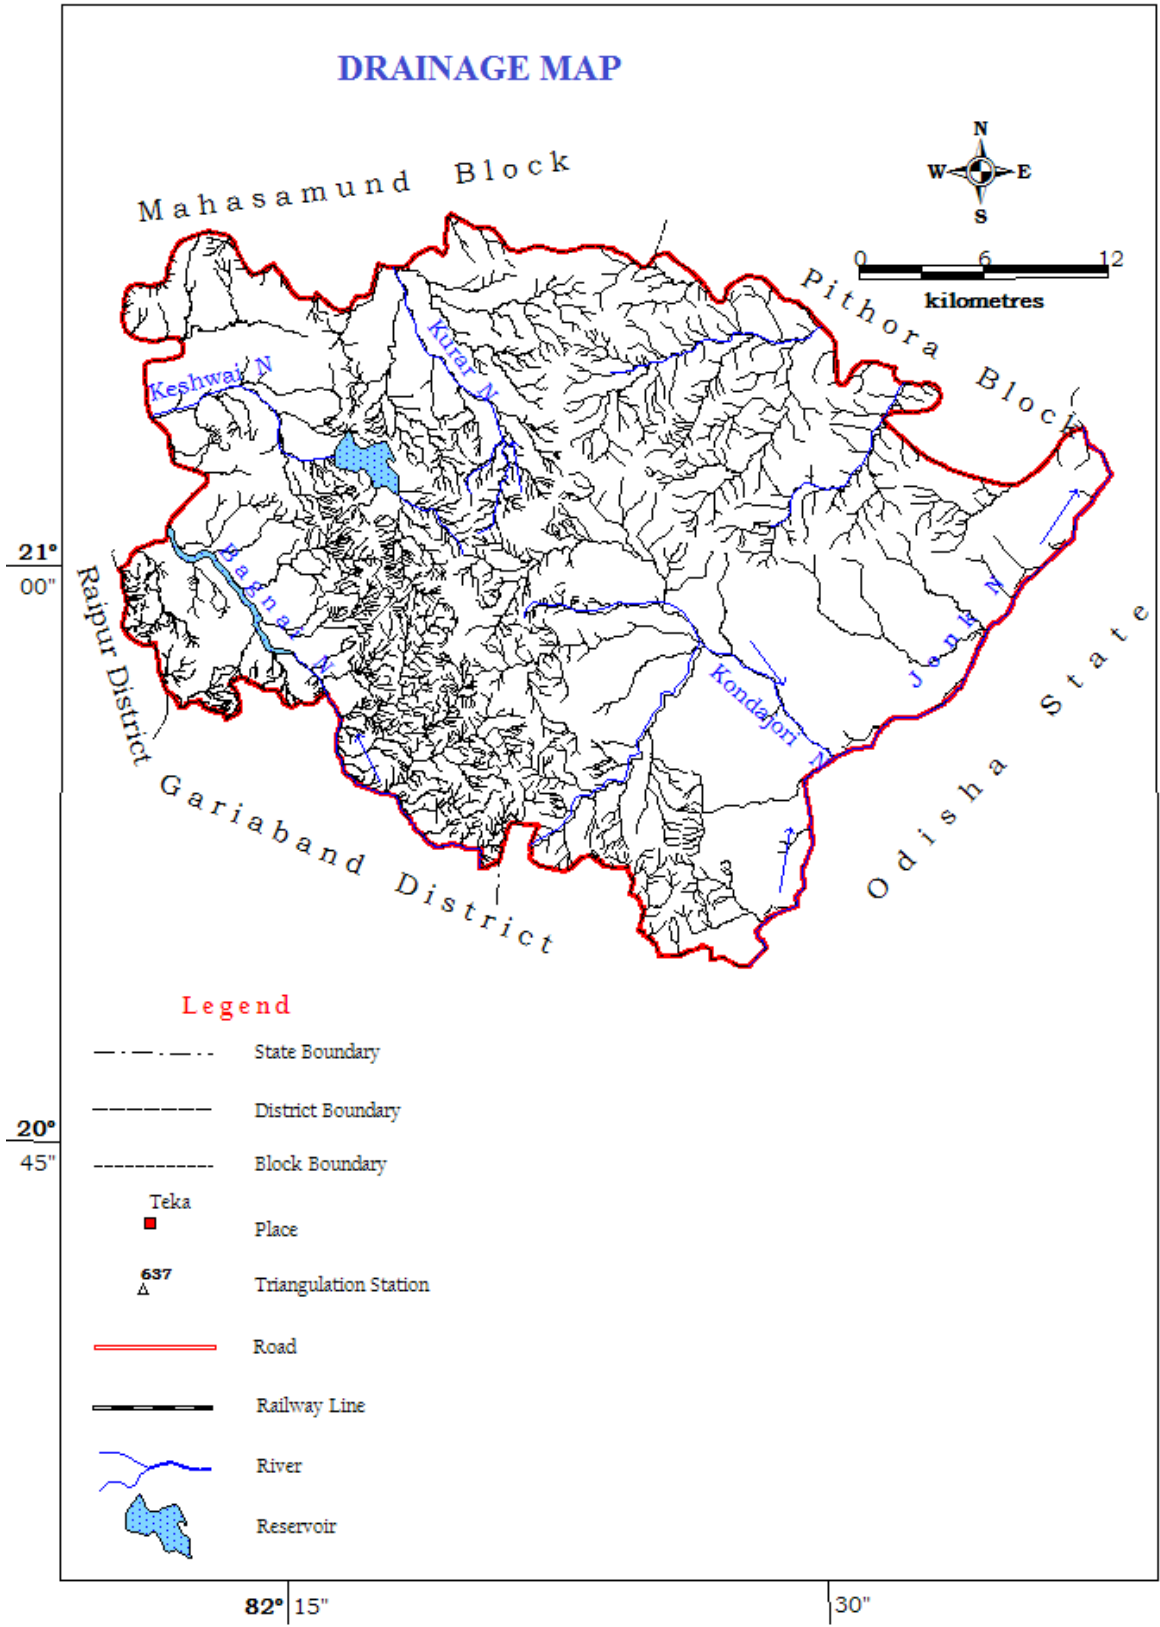 DRAINAGE MAP
N
W E
S
0 6 12
kilometres
Mahasamund Block
Pithora Block
Kurar N
Keshwai N
Bagnai N
Jonk N
Kondajori N
Raipur District
Gariaband District
Odisha State
21°
00"
20°
45"
Legend
State Boundary
District Boundary
Block Boundary
Teka
Place
637
Triangulation Station
Road
Railway Line
River
Reservoir
82° 15"
30"